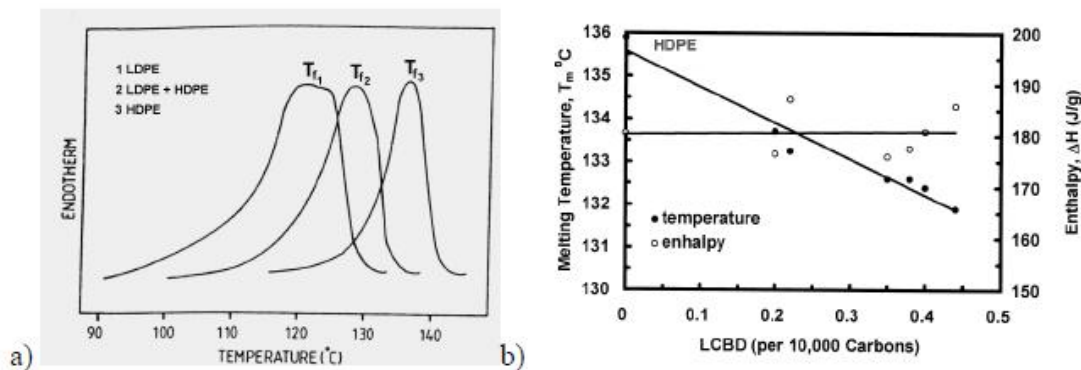 a)
1 LDPE
2 LDPE + HDPE
3 HDPE
Tf1
Tf2
Tf3
ENDOTHERM
90 100 110 120 130 140
TEMPERATURE (°C)
b)
HDPE
136
135
134
133
132
131
130
Melting Temperature, Tm °C
200
190
180
170
160
150
Enthalpy, ΔH (J/g)
temperature
enhalpy
0 0.1 0.2 0.3 0.4 0.5
LCBD (per 10,000 Carbons)